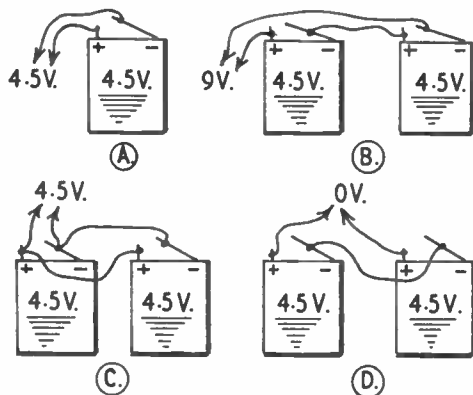 + −
4.5V. 4.5V.
A.
+ − + −
9V. 4.5V. 4.5V.
B.
4.5V.
+ − + −
4.5V. 4.5V.
C.
0V.
+ − + −
4.5V. 4.5V.
D.